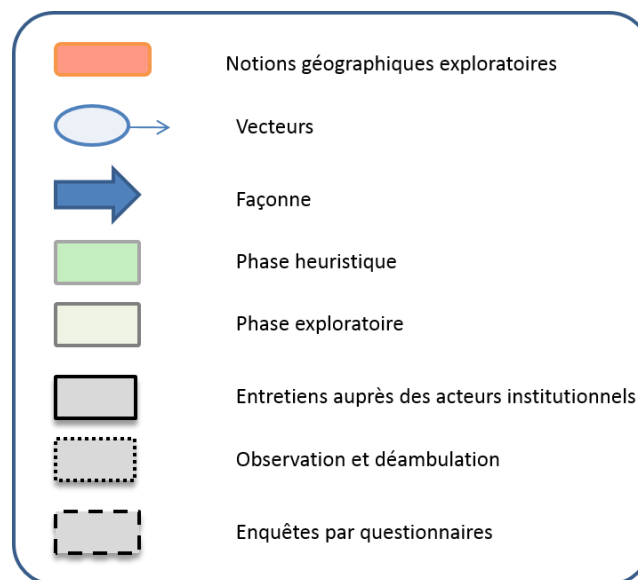 Notions géographiques exploratoires
Vecteurs
Façonne
Phase heuristique
Phase exploratoire
Entretiens auprès des acteurs institutionnels
Observation et déambulation
Enquêtes par questionnaires